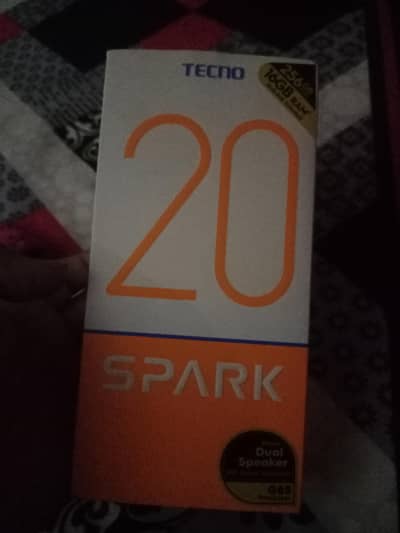 TECNO
256GB
16GB RAM
20
SPARK
Dual
Speaker
G85